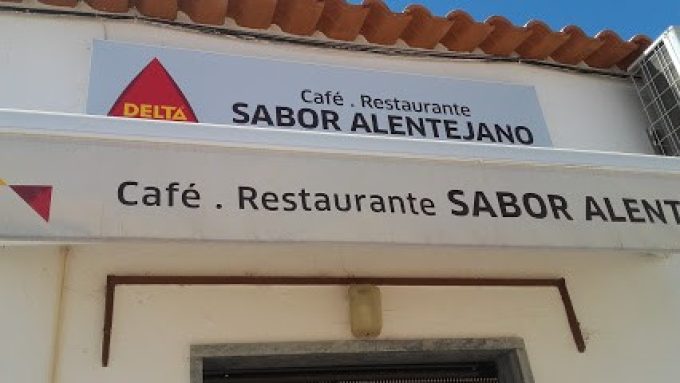 DELTA
Café . Restaurante
SABOR ALENTEJANO
Café . Restaurante SABOR ALENT